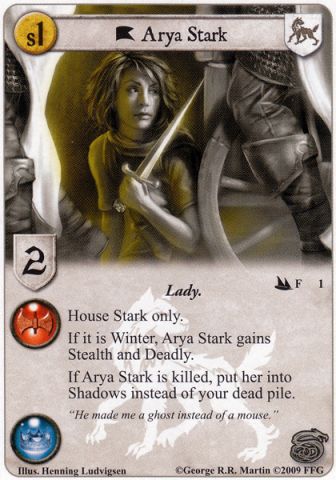 s1
Arya Stark
2
Lady.
F 1
House Stark only.
If it is Winter, Arya Stark gains
Stealth and Deadly.
If Arya Stark is killed, put her into
Shadows instead of your dead pile.
"He made me a ghost instead of a mouse."
Illus. Henning Ludvigsen ©George R.R. Martin ©2009 FFG